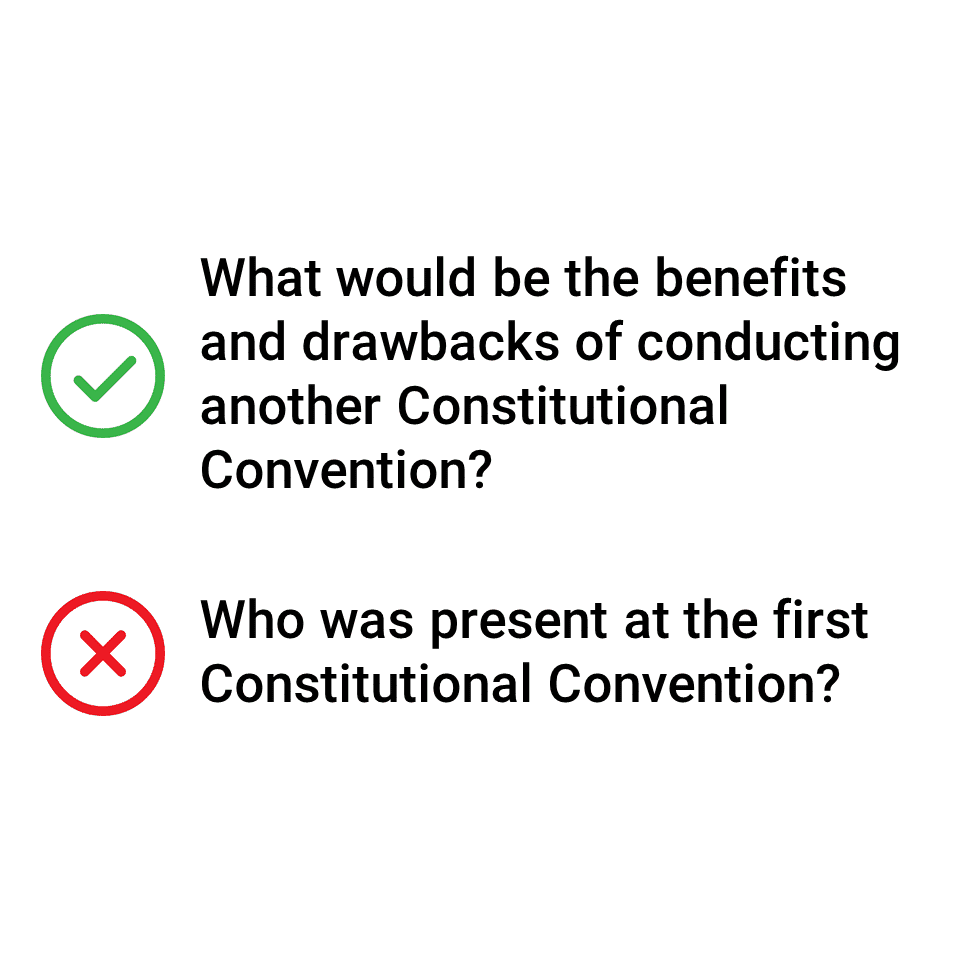 What would be the benefits
and drawbacks of conducting
another Constitutional
Convention?
Who was present at the first
Constitutional Convention?